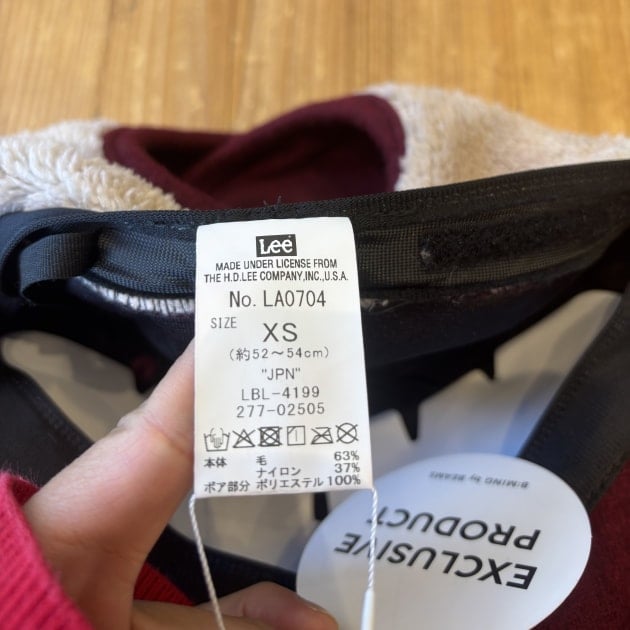 Lee
MADE UNDER LICENSE FROM
THE H.D.LEE COMPANY,INC.,U.S.A.
No. LA0704
SIZE
XS
(約52~54cm)
"JPN"
LBL-4199
277-02505
本体 毛 63%
ナイロン 37%
ボア部分 ポリエステル 100%
B:MING by BEAMS
EXCLUSIVE
PRODUCT